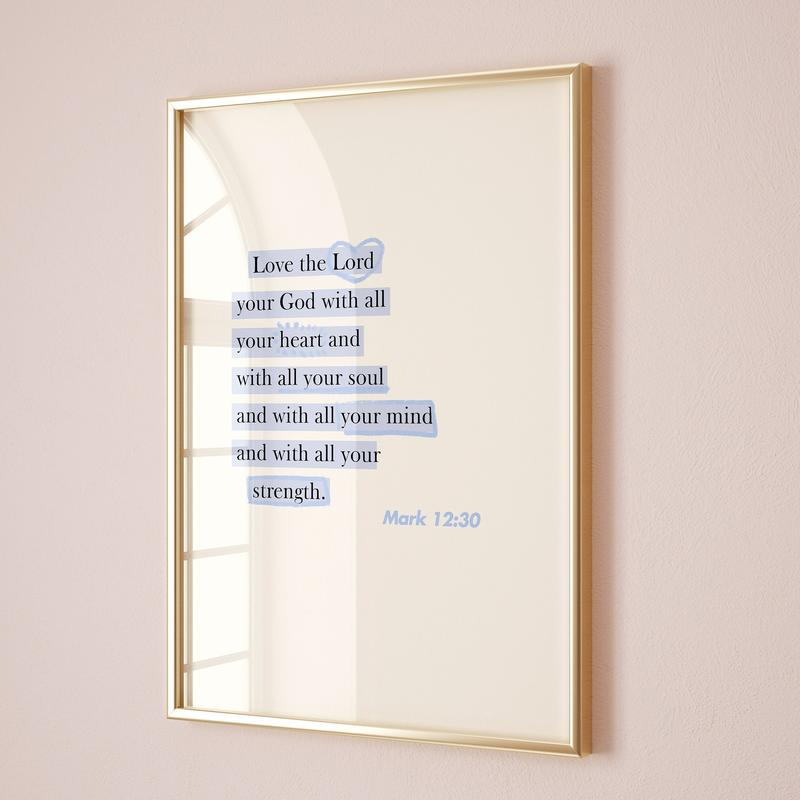 Love the Lord
your God with all
your heart and
with all your soul
and with all your mind
and with all your
strength.
Mark 12:30